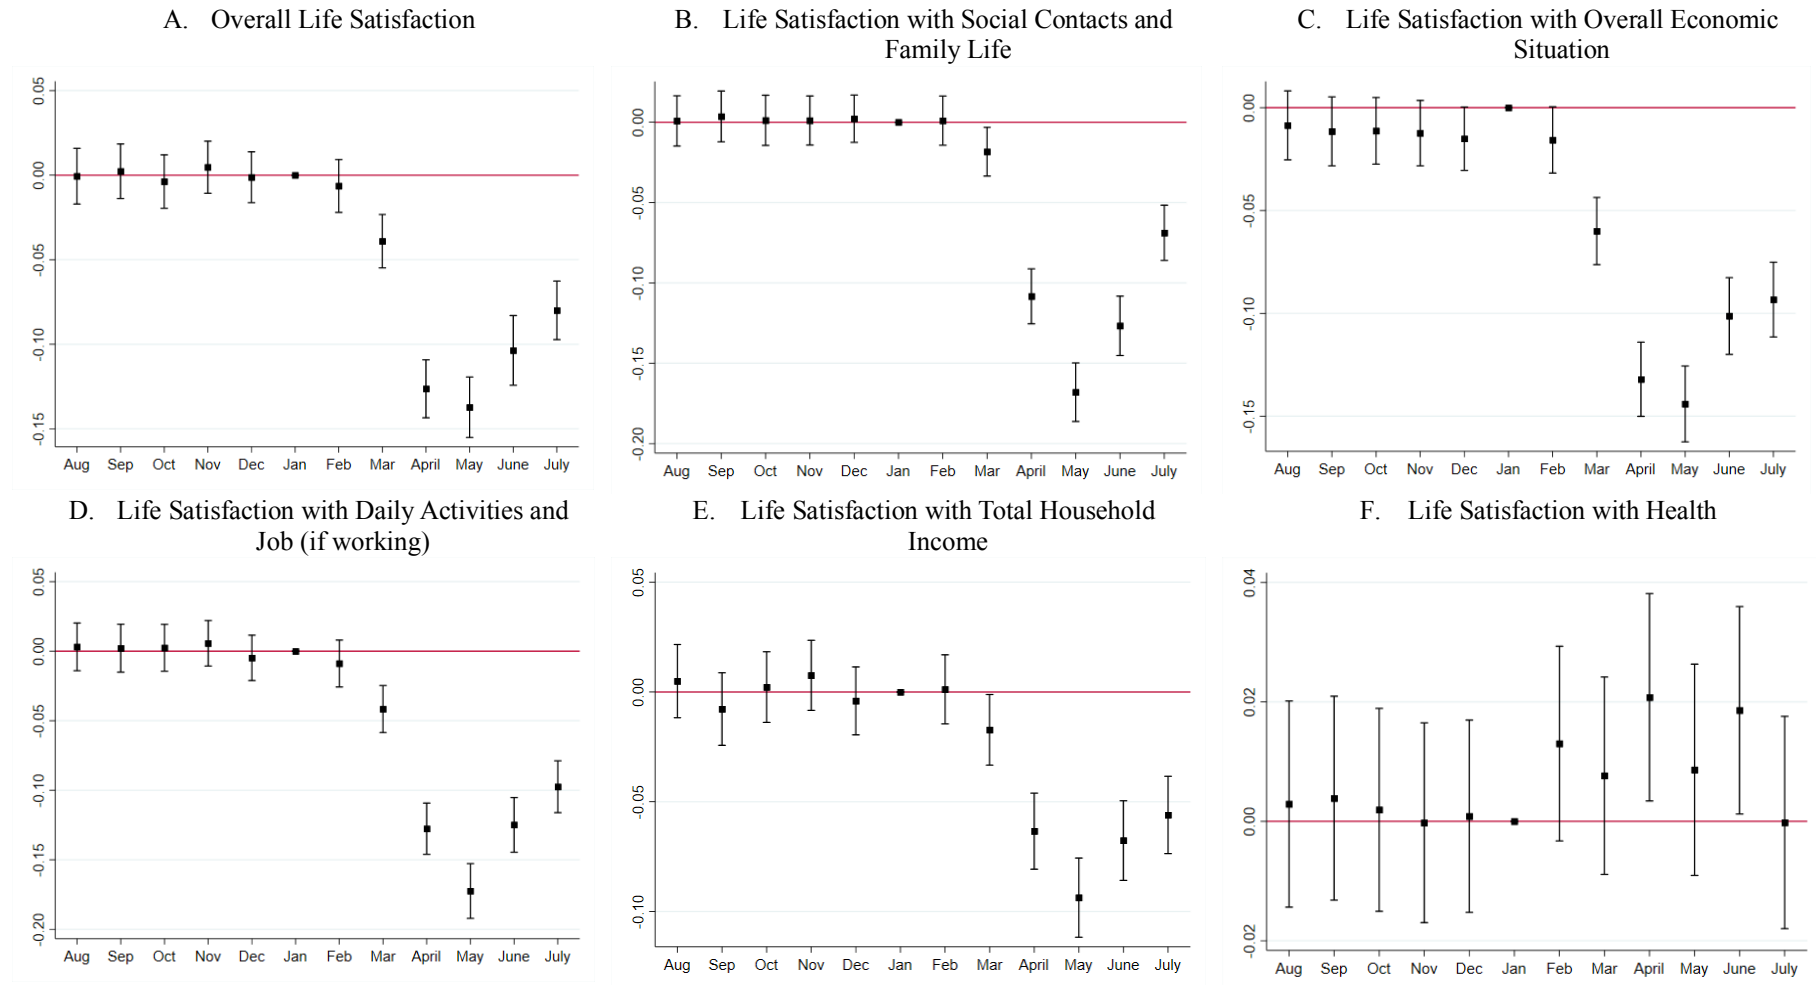 A. Overall Life Satisfaction
0.05
0.00
-0.05
-0.10
-0.15
Aug Sep Oct Nov Dec Jan Feb Mar April May June July
B. Life Satisfaction with Social Contacts and
Family Life
0.00
-0.05
-0.10
-0.15
-0.20
Aug Sep Oct Nov Dec Jan Feb Mar April May June July
C. Life Satisfaction with Overall Economic
Situation
0.00
-0.05
-0.10
-0.15
Aug Sep Oct Nov Dec Jan Feb Mar April May June July
D. Life Satisfaction with Daily Activities and
Job (if working)
0.05
0.00
-0.05
-0.10
-0.15
-0.20
Aug Sep Oct Nov Dec Jan Feb Mar April May June July
E. Life Satisfaction with Total Household
Income
0.05
0.00
-0.05
-0.10
Aug Sep Oct Nov Dec Jan Feb Mar April May June July
F. Life Satisfaction with Health
0.04
0.02
0.00
-0.02
Aug Sep Oct Nov Dec Jan Feb Mar April May June July